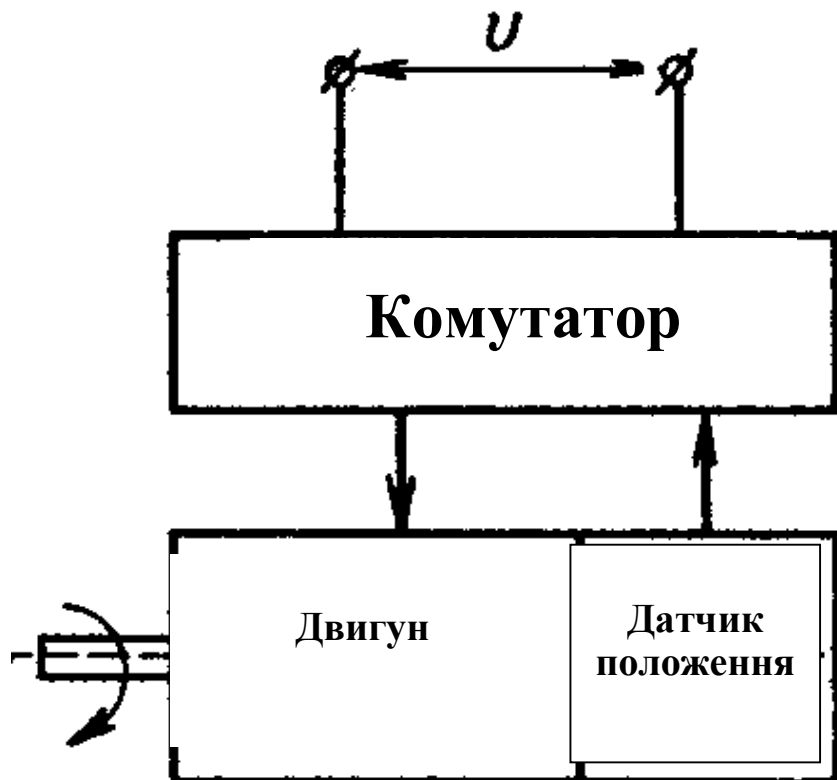 U
Комутатор
Двигун
Датчик
положення